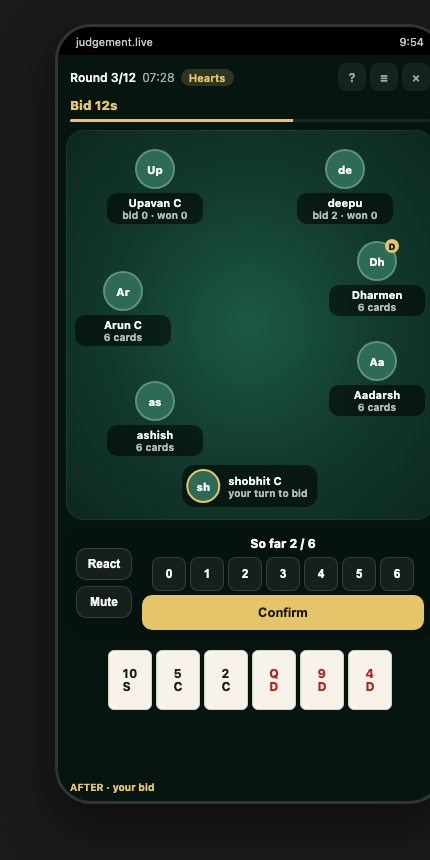 judgement.live 9:54
Round 3/12 07:28 Hearts ? ≡ ×
Bid 12s
Up
de
Upavan C
bid 0 · won 0
deepu
bid 2 · won 0
D
Dh
Dharmen
6 cards
Ar
Arun C
6 cards
Aa
Aadarsh
6 cards
as
ashish
6 cards
sh
shobhit C
your turn to bid
So far 2 / 6
React
0 1 2 3 4 5 6
Mute
Confirm
10 5 2 Q 9 4
S C C D D D
AFTER · your bid